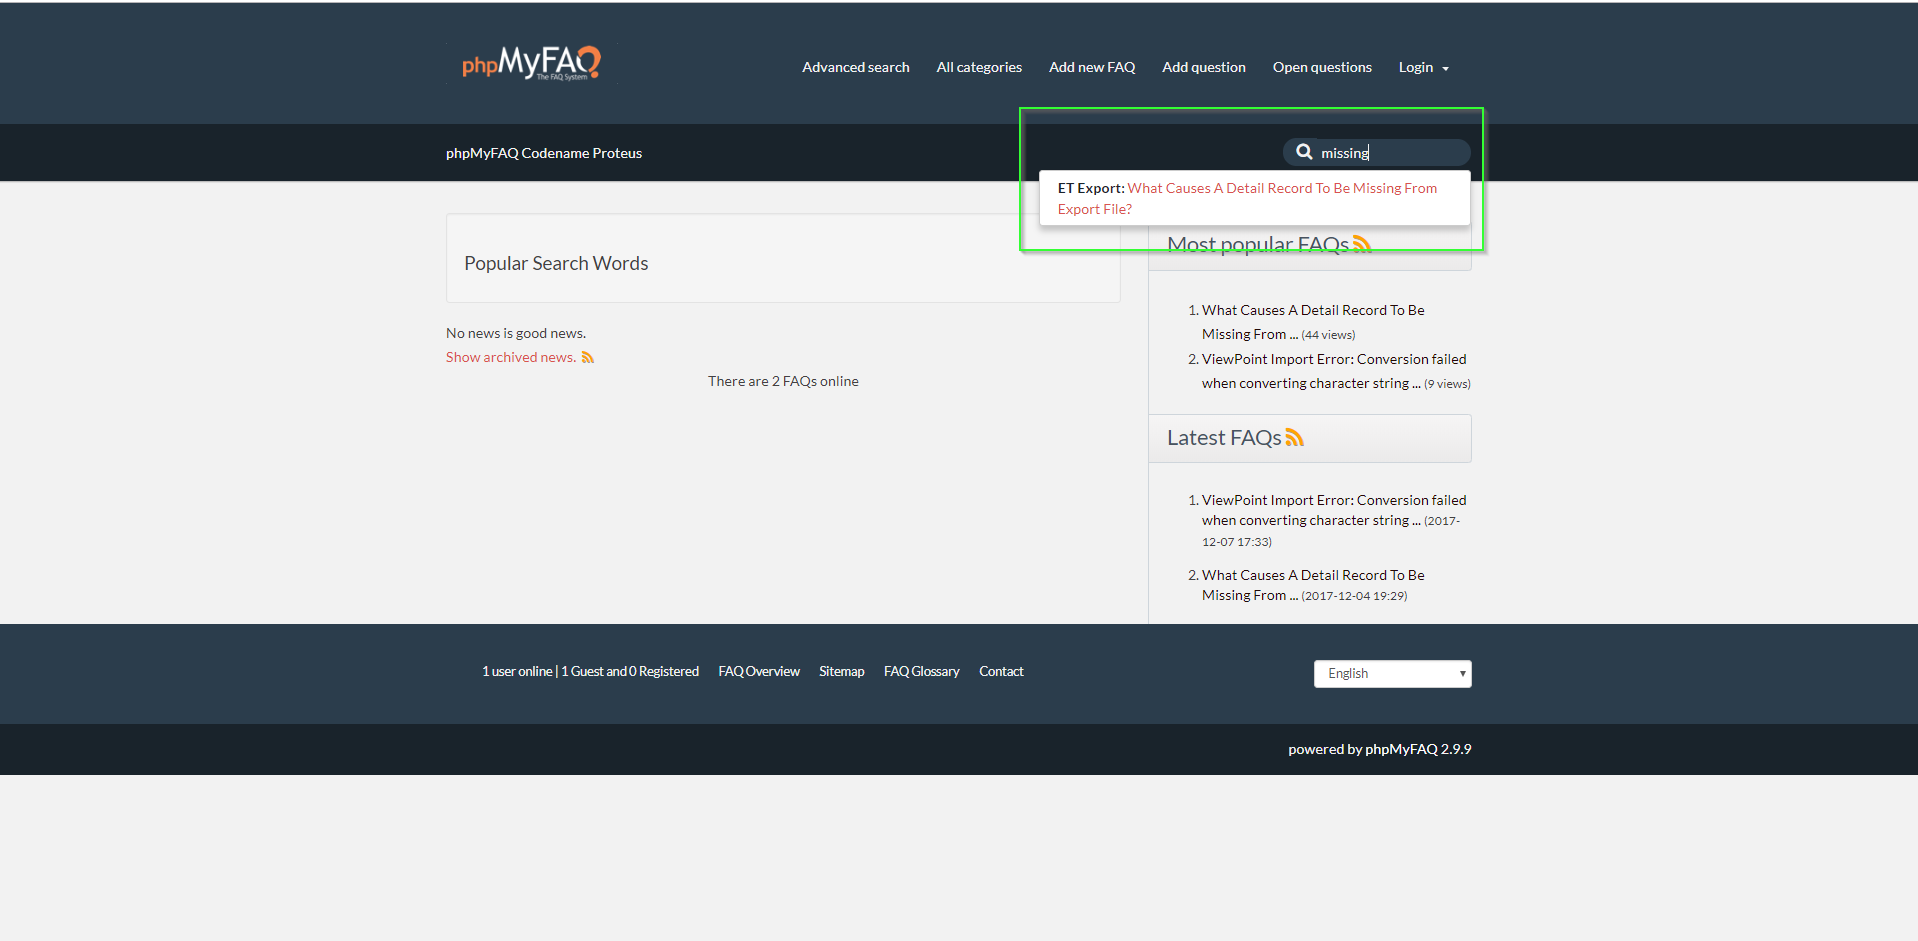 phpMyFAQ
The FAQ System
Advanced search All categories Add new FAQ Add question Open questions Login
phpMyFAQ Codename Proteus
missing
ET Export: What Causes A Detail Record To Be Missing From
Export File?
Popular Search Words
No news is good news.
Show archived news.
There are 2 FAQs online
Most popular FAQs
1. What Causes A Detail Record To Be
Missing From ... (44 views)
2. ViewPoint Import Error: Conversion failed
when converting character string ... (9 views)
Latest FAQs
1. ViewPoint Import Error: Conversion failed
when converting character string ... (2017-
12-07 17:33)
2. What Causes A Detail Record To Be
Missing From ... (2017-12-04 19:29)
1 user online | 1 Guest and 0 Registered FAQ Overview Sitemap FAQ Glossary Contact
English
powered by phpMyFAQ 2.9.9